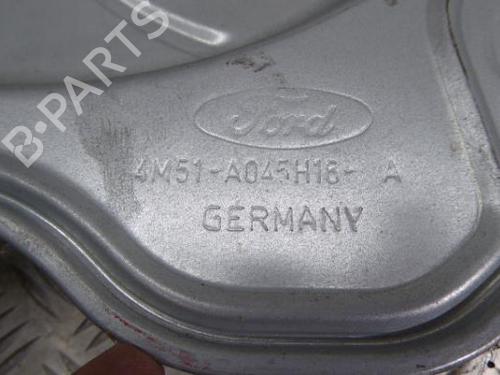 B-PARTS
Ford
4M51-A045H16- A
GERMANY